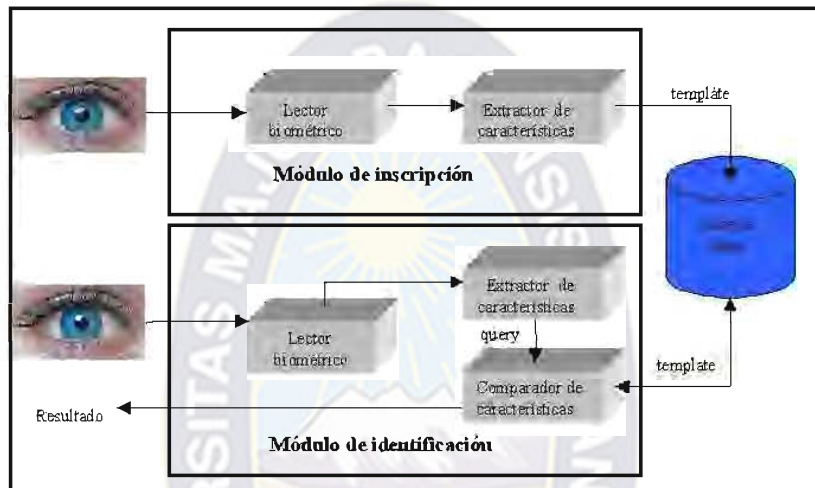 Lector
biométrico
Extractor de
características
template
Módulo de inscripción
Extractor de
características
query
Lector
biométrico
Comparador de
características
template
Resultado
Módulo de identificación